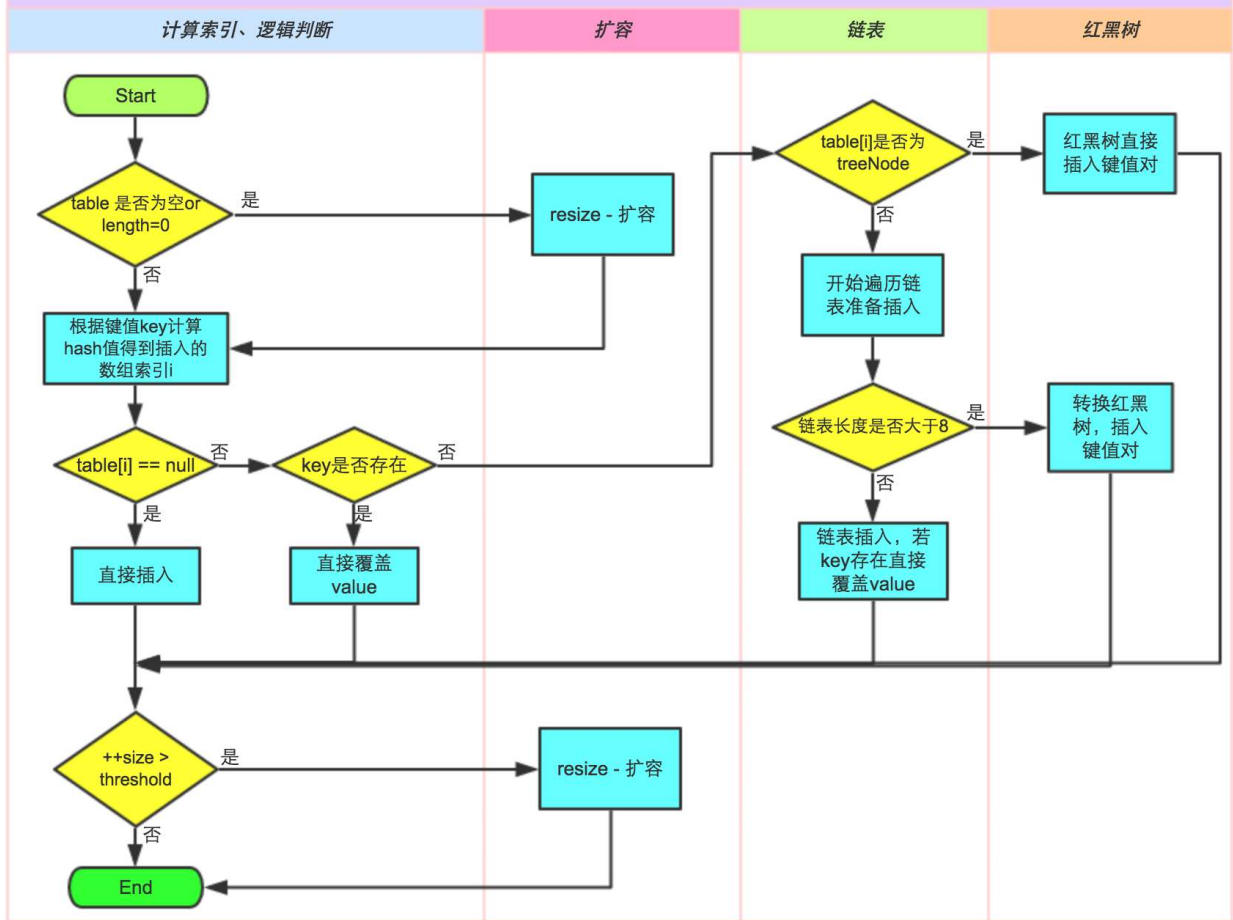 计算索引、逻辑判断
扩容
链表
红黑树
Start
table 是否为空or
length=0
是
resize - 扩容
否
根据键值key计算
hash值得到插入的
数组索引i
table[i] == null
否
key是否存在
否
是
直接插入
是
直接覆盖
value
table[i]是否为
treeNode
是
红黑树直接
插入键值对
否
开始遍历链
表准备插入
链表长度是否大于8
是
转换红黑
树，插入
键值对
否
链表插入，若
key存在直接
覆盖value
++size >
threshold
是
resize - 扩容
否
End